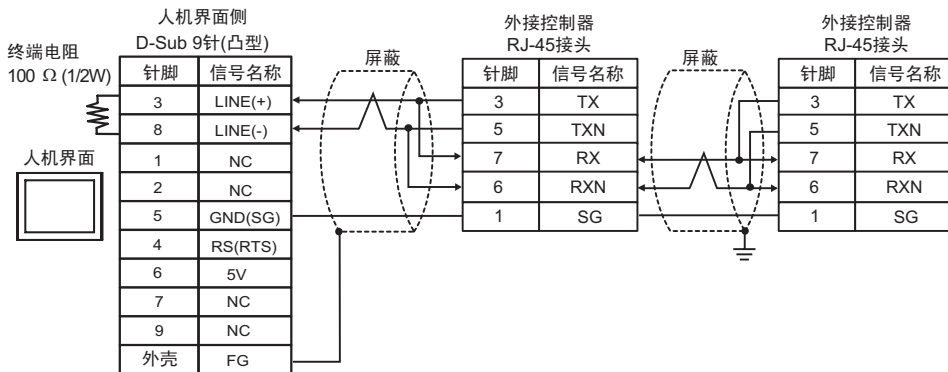 人机界面侧
D-Sub 9针(凸型)
终端电阻
100 Ω (1/2W)
人机界面
针脚 信号名称
3 LINE(+)
8 LINE(-)
1 NC
2 NC
5 GND(SG)
4 RS(RTS)
6 5V
7 NC
9 NC
外壳 FG
屏蔽
外接控制器
RJ-45接头
针脚 信号名称
3 TX
5 TXN
7 RX
6 RXN
1 SG
屏蔽
外接控制器
RJ-45接头
针脚 信号名称
3 TX
5 TXN
7 RX
6 RXN
1 SG